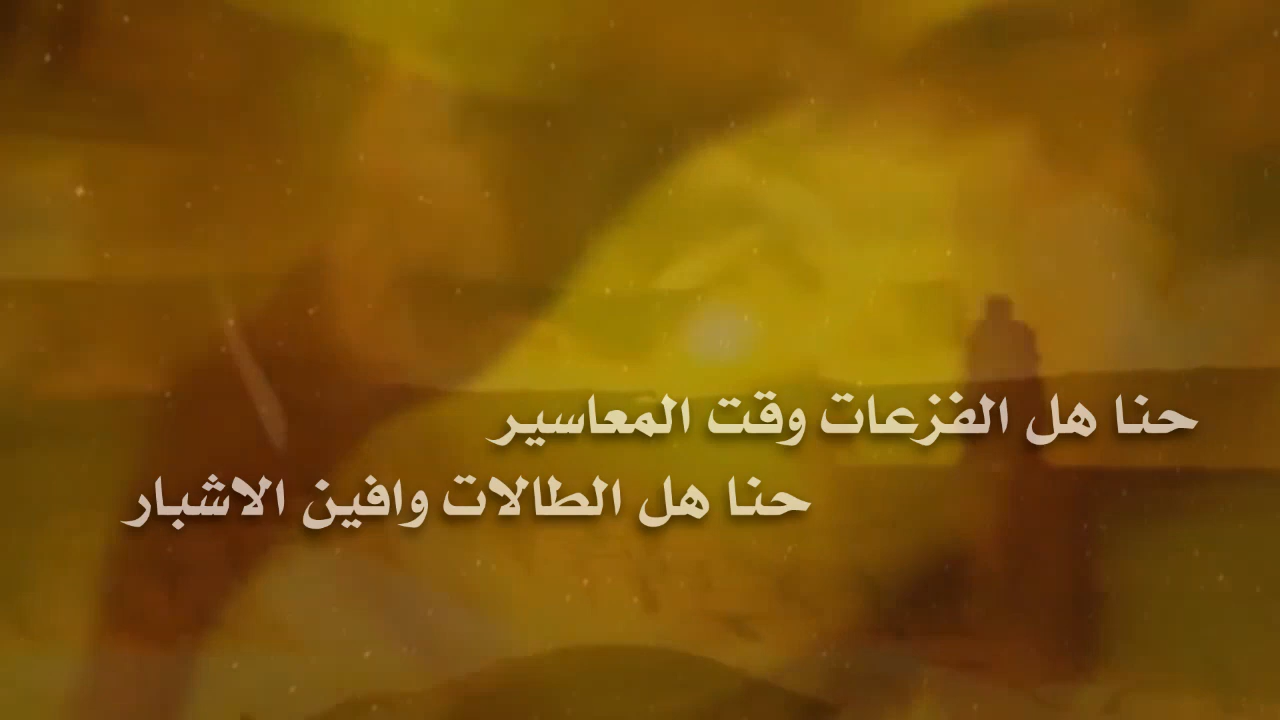 حنا هل الفزعات وقت المعاسير
حنا هل الطالات وافين الاشبار